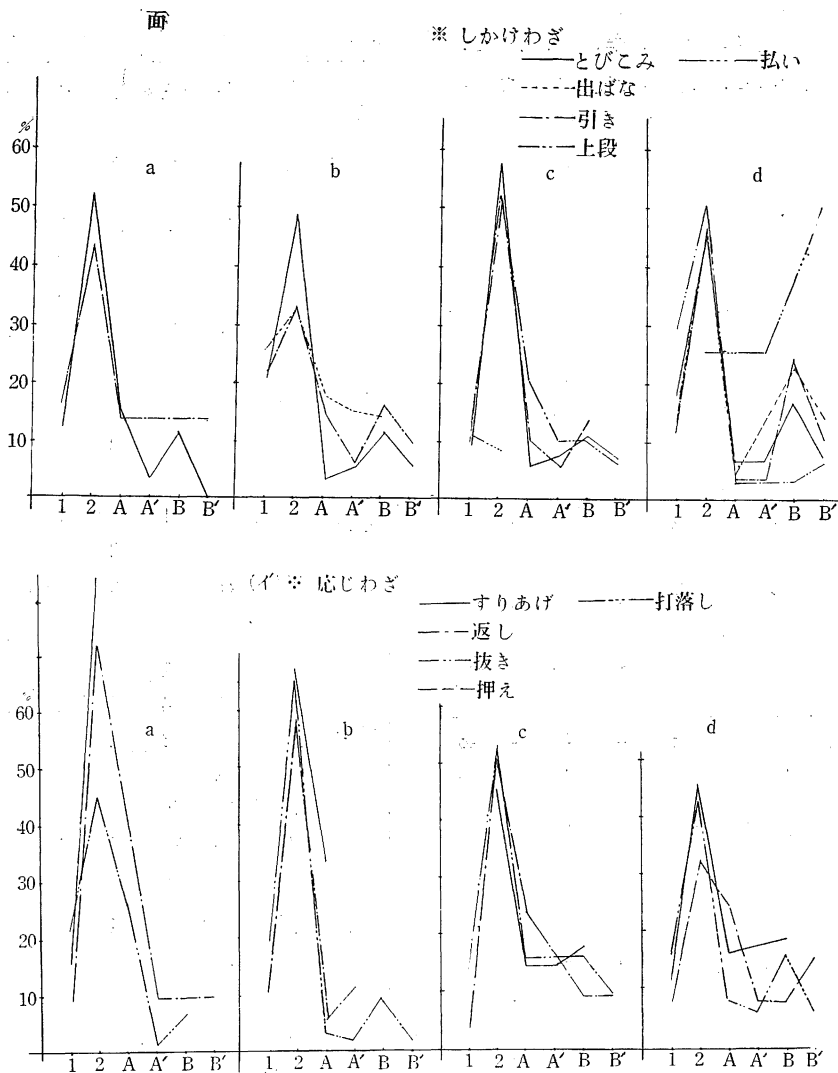 面
※ しかけわざ
とびこみ 払い
出ばな
引き
上段
%
60
50
40
30
20
10
a b c d
1 2 A A′ B B′ 1 2 A A′ B B′ 1 2 A A′ B B′ 1 2 A A′ B B′
(イ) ※ 応じわざ
すりあげ 打落し
返し
抜き
押え
60
50
40
30
20
10
a b c d
1 2 A A′ B B′ 1 2 A A′ B B′ 1 2 A A′ B B′ 1 2 A A′ B B′